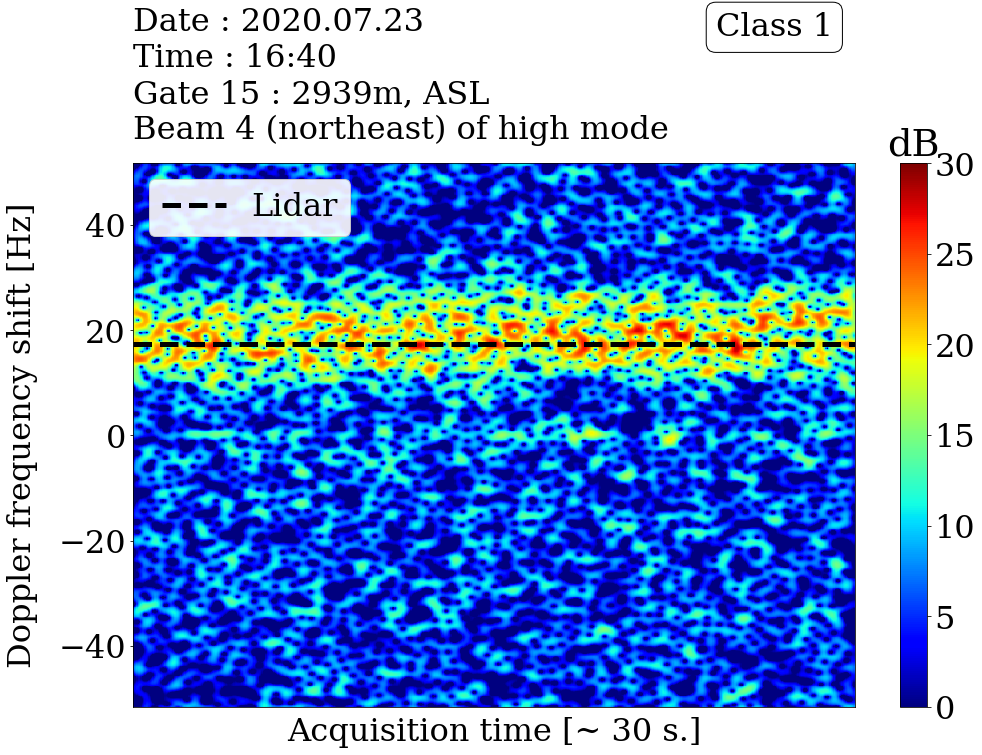 Date : 2020.07.23
Time : 16:40
Gate 15 : 2939m, ASL
Beam 4 (northeast) of high mode
Class 1
dB
Lidar
Doppler frequency shift [Hz]
40
20
0
−20
−40
Acquisition time [~ 30 s.]
30
25
20
15
10
5
0